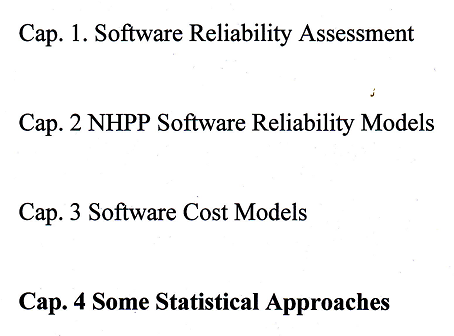 Cap. 1. Software Reliability Assessment
Cap. 2 NHPP Software Reliability Models
Cap. 3 Software Cost Models
Cap. 4 Some Statistical Approaches